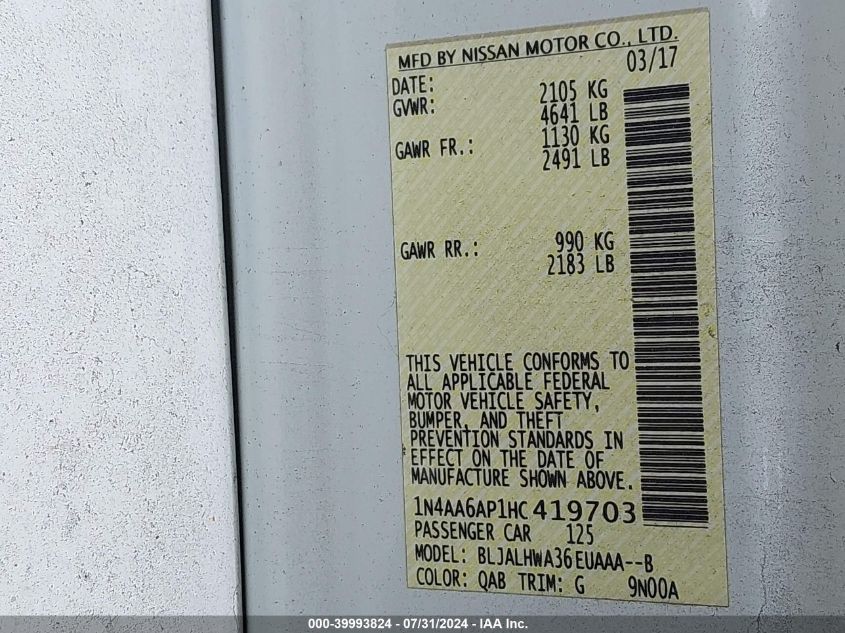 MFD BY NISSAN MOTOR CO., LTD.
DATE: 03/17
GVWR: 2105 KG
4641 LB
GAWR FR.: 1130 KG
2491 LB
GAWR RR.: 990 KG
2183 LB
THIS VEHICLE CONFORMS TO
ALL APPLICABLE FEDERAL
MOTOR VEHICLE SAFETY,
BUMPER, AND THEFT
PREVENTION STANDARDS IN
EFFECT ON THE DATE OF
MANUFACTURE SHOWN ABOVE.
1N4AA6AP1HC419703
PASSENGER CAR 125
MODEL: BLJALHWA36EUAAA--B
COLOR: QAB TRIM: G 9N00A
000-39993824 - 07/31/2024 - IAA Inc.